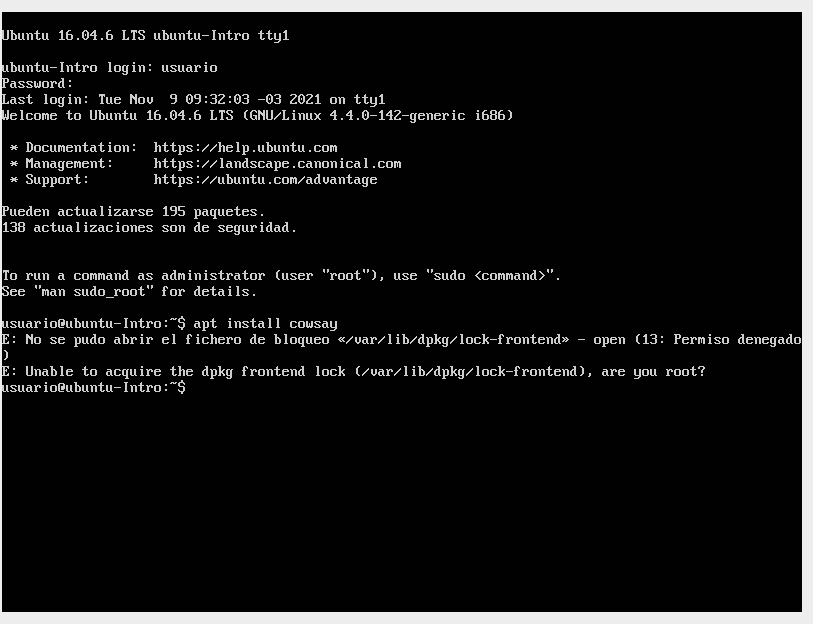 Ubuntu 16.04.6 LTS ubuntu-Intro tty1
ubuntu-Intro login: usuario
Password:
Last login: Tue Nov  9 09:32:03 -03 2021 on tty1
Welcome to Ubuntu 16.04.6 LTS (GNU/Linux 4.4.0-142-generic i686)
 * Documentation:  https://help.ubuntu.com
 * Management:     https://landscape.canonical.com
 * Support:        https://ubuntu.com/advantage
Pueden actualizarse 195 paquetes.
138 actualizaciones son de seguridad.
To run a command as administrator (user "root"), use "sudo <command>".
See "man sudo_root" for details.
usuario@ubuntu-Intro:~$ apt install cowsay
E: No se pudo abrir el fichero de bloqueo «/var/lib/dpkg/lock-frontend» - open (13: Permiso denegado
)
E: Unable to acquire the dpkg frontend lock (/var/lib/dpkg/lock-frontend), are you root?
usuario@ubuntu-Intro:~$